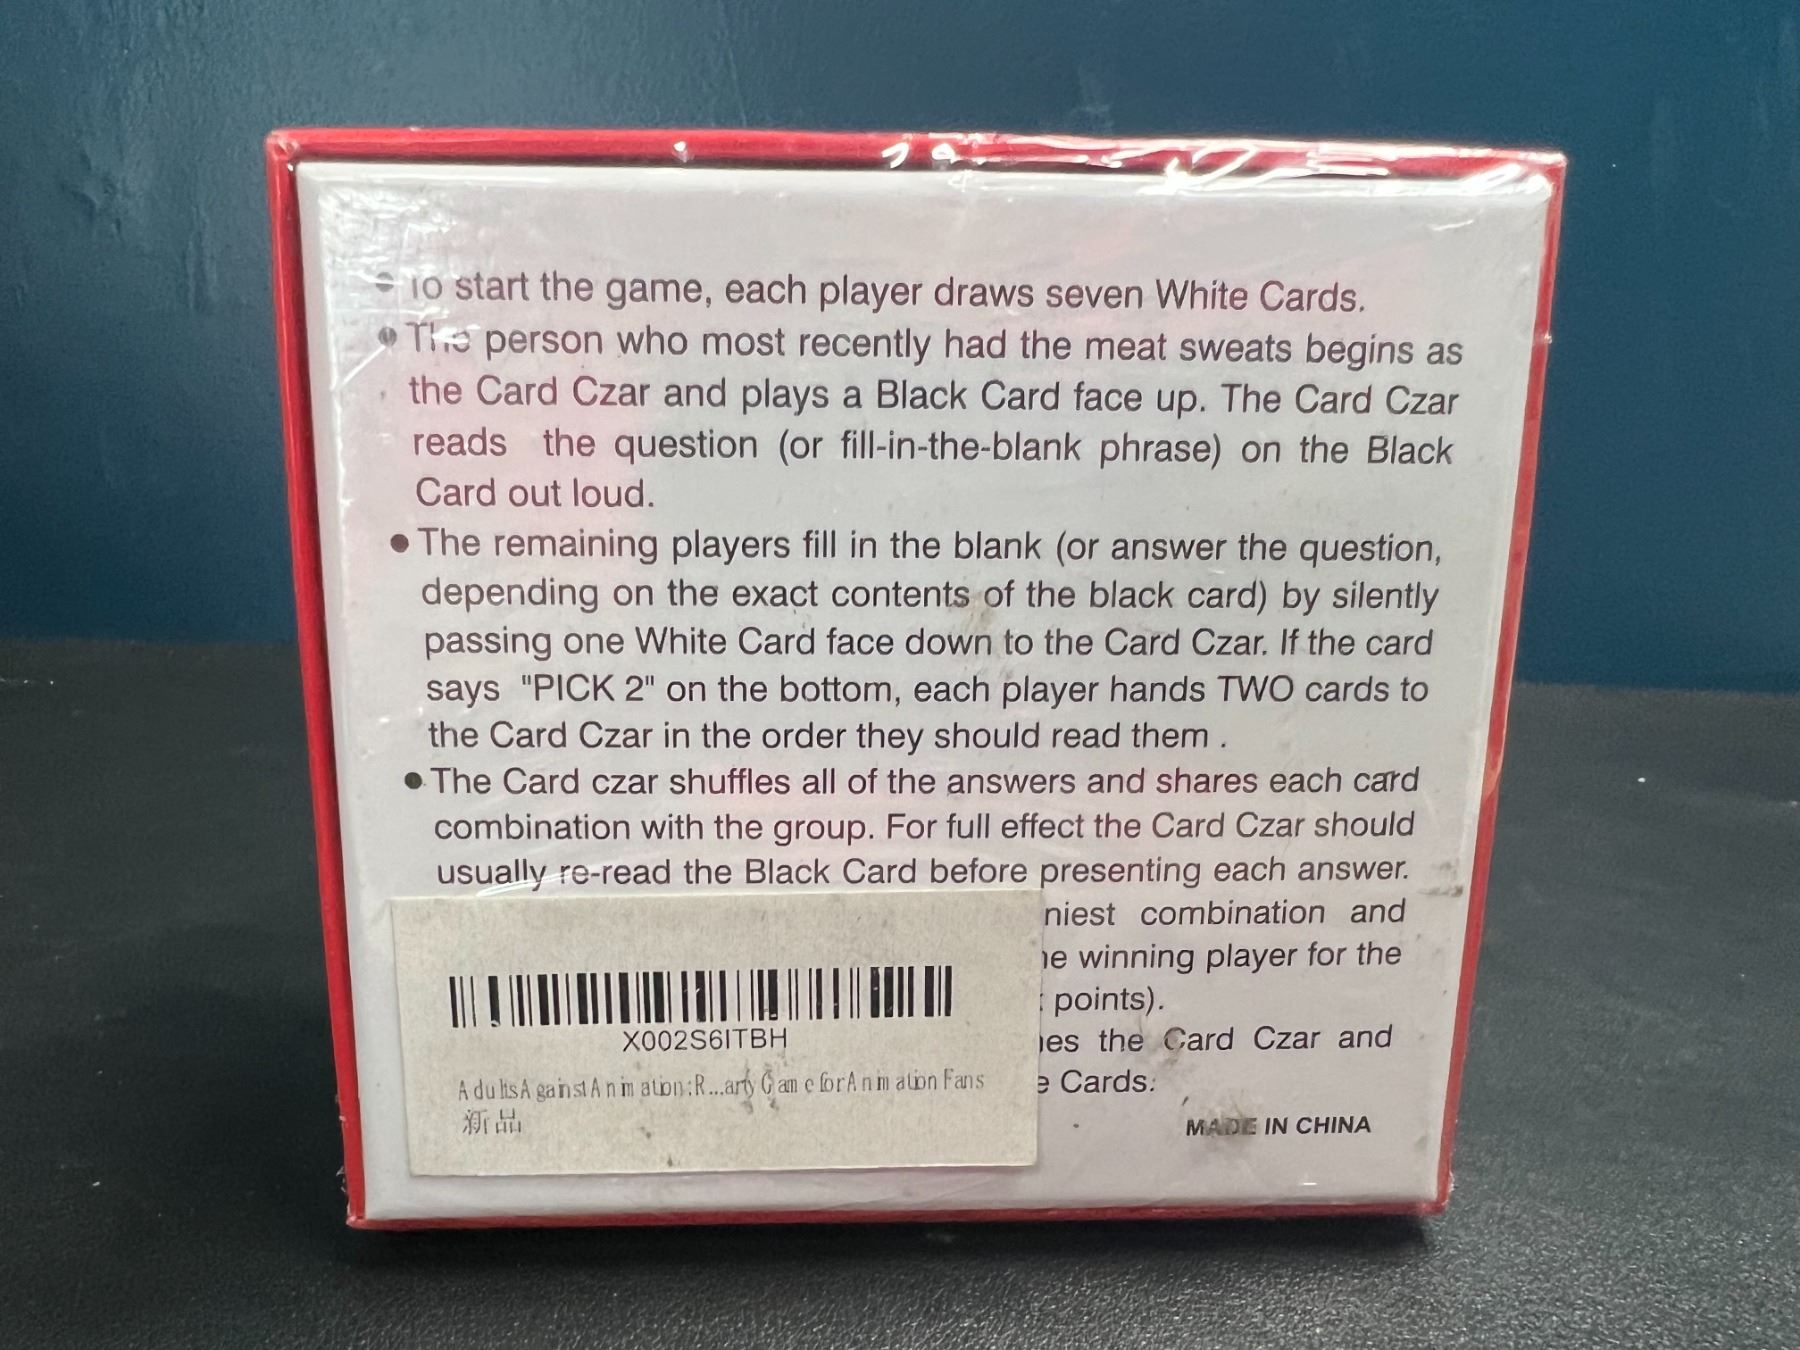 ● To start the game, each player draws seven White Cards.
● The person who most recently had the meat sweats begins as
the Card Czar and plays a Black Card face up. The Card Czar
reads the question (or fill-in-the-blank phrase) on the Black
Card out loud.
● The remaining players fill in the blank (or answer the question,
depending on the exact contents of the black card) by silently
passing one White Card face down to the Card Czar. If the card
says "PICK 2" on the bottom, each player hands TWO cards to
the Card Czar in the order they should read them .
● The Card czar shuffles all of the answers and shares each card
combination with the group. For full effect the Card Czar should
usually re-read the Black Card before presenting each answer.
niest combination and
winning player for the
points).
the Card Czar and
Cards.
MADE IN CHINA
X002S6ITBH
Adults Against Animation:R...arty Game for Animation Fans
新品